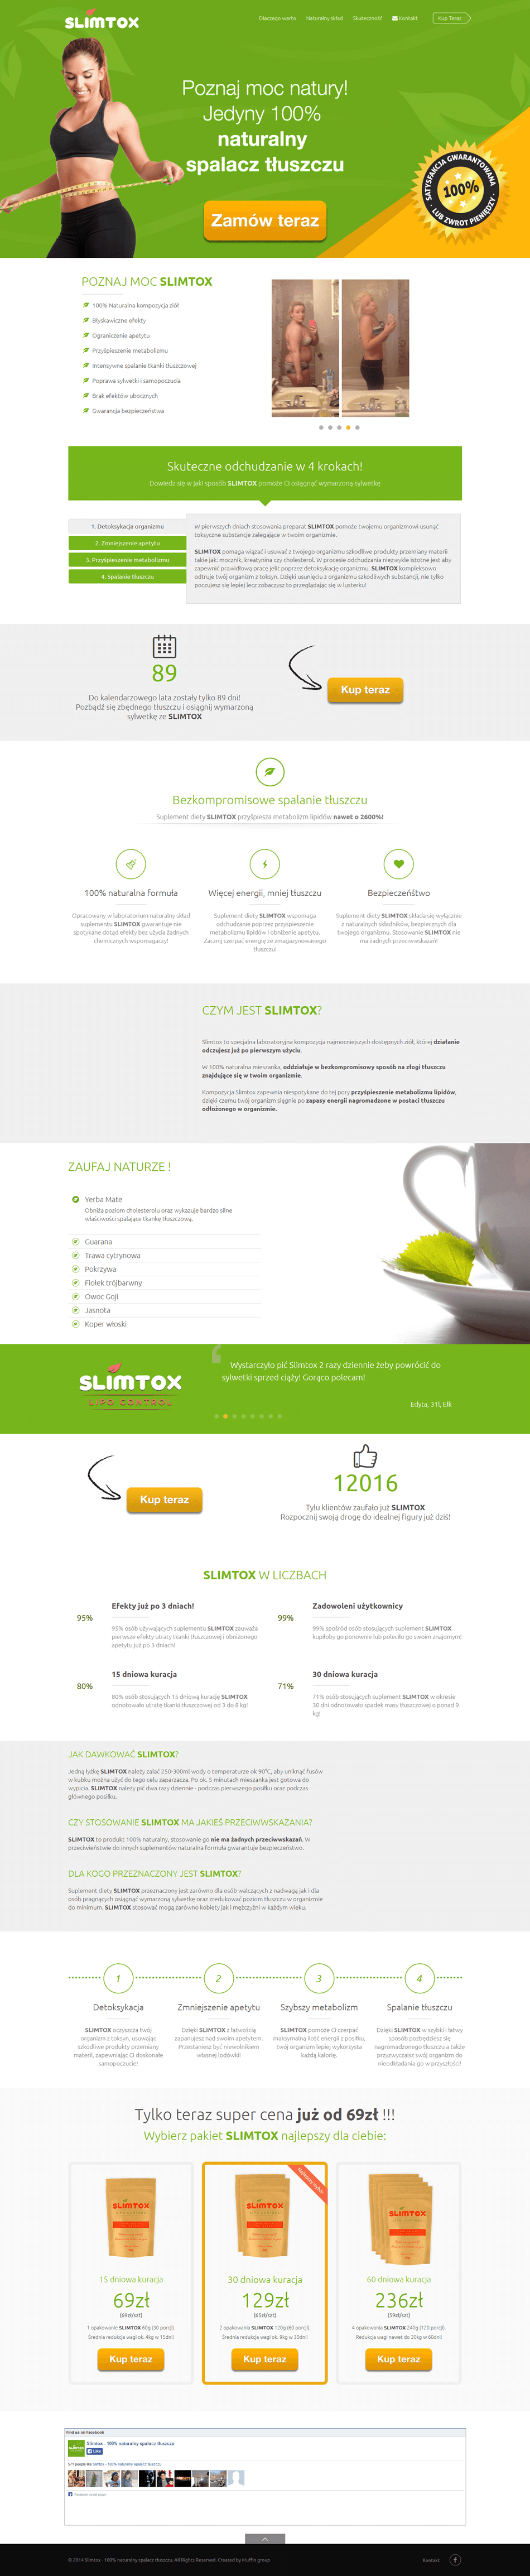 SLIMTOX
Dlaczego warto Naturalny skład Skuteczność Kontakt Kup Teraz
Poznaj moc natury!
Jedyny 100%
naturalny
spalacz tłuszczu
Zamów teraz
SATYSFAKCJA GWARANTOWANA
100%
LUB ZWROT PIENIĘDZY
POZNAJ MOC SLIMTOX
100% Naturalna kompozycja ziół
Błyskawiczne efekty
Ograniczenie apetytu
Przyśpieszenie metabolizmu
Intensywne spalanie tkanki tłuszczowej
Poprawa sylwetki i samopoczucia
Brak efektów ubocznych
Gwarancja bezpieczeństwa
Skuteczne odchudzanie w 4 krokach!
Dowiedz się w jaki sposób SLIMTOX pomoże Ci osiągnąć wymarzoną sylwetkę
1. Detoksykacja organizmu
2. Zmniejszenie apetytu
3. Przyśpieszenie metabolizmu
4. Spalanie tłuszczu
W pierwszych dniach stosowania preparat SLIMTOX pomoże twojemu organizmowi usunąć
toksyczne substancje zalegające w twoim organizmie.
SLIMTOX pomaga wiązać i usuwać z twojego organizmu szkodliwe produkty przemiany materii
takie jak: mocznik, kreatynina czy cholesterol. W procesie odchudzania niezwykle istotne jest aby
zapewnić prawidłową pracę jelit poprzez detoksykację organizmu. SLIMTOX kompleksowo
odtruje twój organizm z toksyn. Dzięki usunięciu z organizmu szkodliwych substancji, nie tylko
poczujesz się lepiej lecz zobaczysz to przeglądając się w lusterku!
89
Do kalendarzowego lata zostały tylko 89 dni!
Pozbądź się zbędnego tłuszczu i osiągnij wymarzoną
sylwetkę ze SLIMTOX
Kup teraz
Bezkompromisowe spalanie tłuszczu
Suplement diety SLIMTOX przyśpiesza metabolizm lipidów nawet o 2600%!
100% naturalna formuła
Opracowany w laboratorium naturalny skład
suplementu SLIMTOX gwarantuje nie
spotykane dotąd efekty bez użycia żadnych
chemicznych wspomagaczy!
Więcej energii, mniej tłuszczu
Suplement diety SLIMTOX wspomaga
odchudzanie poprzez przyspieszenie
metabolizmu lipidów i obniżenie apetytu.
Zacznij czerpać energię ze zmagazynowanego
tłuszczu!
Bezpieczeństwo
Suplement diety SLIMTOX składa się wyłącznie
z naturalnych składników, bezpiecznych dla
twojego organizmu. Stosowanie SLIMTOX nie
ma żadnych przeciwwskazań!
CZYM JEST SLIMTOX?
Slimtox to specjalna laboratoryjna kompozycja najmocniejszych dostępnych ziół, której działanie
odczujesz już po pierwszym użyciu.
W 100% naturalna mieszanka, oddziałuje w bezkompromisowy sposób na złogi tłuszczu
znajdujące się w twoim organizmie.
Kompozycja Slimtox zapewnia niespotykane do tej pory przyśpieszenie metabolizmu lipidów,
dzięki czemu twój organizm sięgnie po zapasy energii nagromadzone w postaci tłuszczu
odłożonego w organizmie.
ZAUFAJ NATURZE !
Yerba Mate
Obniża poziom cholesterolu oraz wykazuje bardzo silne
właściwości spalające tkankę tłuszczową.
Guarana
Trawa cytrynowa
Pokrzywa
Fiołek trójbarwny
Owoc Goji
Jasnota
Koper włoski
SLIMTOX
LIPO CONTROL
Wystarczyło pić Slimtox 2 razy dziennie żeby powrócić do
sylwetki sprzed ciąży! Gorąco polecam!
Edyta, 31l, Ełk
Kup teraz
12016
Tylu klientów zaufało już SLIMTOX
Rozpocznij swoją drogę do idealnej figury już dziś!
SLIMTOX W LICZBACH
95%
Efekty już po 3 dniach!
95% osób używających suplementu SLIMTOX zauważa
pierwsze efekty utraty tkanki tłuszczowej i obniżonego
apetytu już po 3 dniach!
99%
Zadowoleni użytkownicy
99% spośród osób stosujących suplement SLIMTOX
kupiłoby go ponownie lub poleciło go swoim znajomym!
80%
15 dniowa kuracja
80% osób stosujących 15 dniową kurację SLIMTOX
odnotowało utratę tkanki tłuszczowej od 3 do 8 kg!
71%
30 dniowa kuracja
71% osób stosujących suplement SLIMTOX w okresie
30 dni odnotowało spadek masy tłuszczowej o ponad 9
kg!
JAK DAWKOWAĆ SLIMTOX?
Jedną łyżkę SLIMTOX należy zalać 250-300ml wody o temperaturze ok 90°C, aby uniknąć fusów
w kubku można użyć do tego celu zaparzacza. Po ok. 5 minutach mieszanka jest gotowa do
wypicia. SLIMTOX należy pić dwa razy dziennie - podczas pierwszego posiłku oraz podczas
głównego posiłku.
CZY STOSOWANIE SLIMTOX MA JAKIEŚ PRZECIWWSKAZANIA?
SLIMTOX to produkt 100% naturalny, stosowanie go nie ma żadnych przeciwwskazań. W
przeciwieństwie do innych suplementów naturalna formuła gwarantuje bezpieczeństwo.
DLA KOGO PRZEZNACZONY JEST SLIMTOX?
Suplement diety SLIMTOX przeznaczony jest zarówno dla osób walczących z nadwagą jak i dla
osób pragnących osiągnąć wymarzoną sylwetkę oraz zredukować poziom tłuszczu w organizmie
do minimum. SLIMTOX stosować mogą zarówno kobiety jak i mężczyźni w każdym wieku.
1
Detoksykacja
SLIMTOX oczyszcza twój
organizm z toksyn, usuwając
szkodliwe produkty przemiany
materii, zapewniając Ci doskonałe
samopoczucie!
2
Zmniejszenie apetytu
Dzięki SLIMTOX z łatwością
zapanujesz nad swoim apetytem.
Przestaniesz być niewolnikiem
własnej lodówki!
3
Szybszy metabolizm
SLIMTOX pomoże Ci czerpać
maksymalną ilość energii z posiłku,
twój organizm lepiej wykorzysta
każdą kalorię.
4
Spalanie tłuszczu
Dzięki SLIMTOX w szybki i łatwy
sposób pozbędziesz się
nagromadzonego tłuszczu a także
przyzwyczaisz swój organizm do
nieodkładania go w przyszłości!
Tylko teraz super cena już od 69zł !!!
Wybierz pakiet SLIMTOX najlepszy dla ciebie:
SLIMTOX
15 dniowa kuracja
69zł
(69zł/szt)
1 opakowanie SLIMTOX 60g (30 porcji).
Średnia redukcja wagi ok. 4kg w 15dni!
Kup teraz
SLIMTOX
30 dniowa kuracja
129zł
(65zł/szt)
2 opakowania SLIMTOX 120g (60 porcji).
Średnia redukcja wagi ok. 9kg w 30dni!
Kup teraz
SLIMTOX
60 dniowa kuracja
236zł
(59zł/szt)
4 opakowania SLIMTOX 240g (120 porcji).
Redukcja wagi nawet do 20kg w 60dni!
Kup teraz
Find us on Facebook
Slimtox - 100% naturalny spalacz tłuszczu
Like
571 people like Slimtox - 100% naturalny spalacz tłuszczu.
Facebook social plugin
© 2014 Slimtox - 100% naturalny spalacz tłuszczu. All Rights Reserved. Created by Muffin group
Kontakt